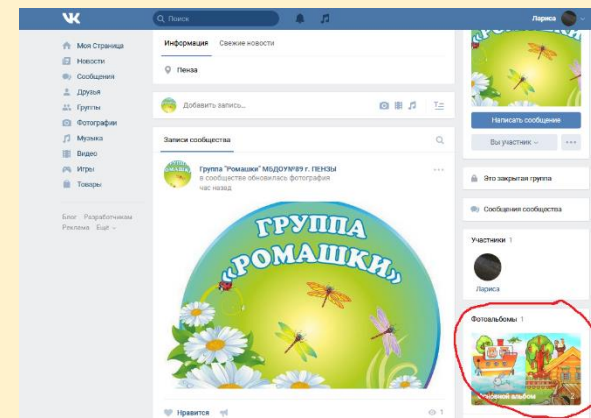 Поиск
Лариса
Моя Страница
Новости
Сообщения
Друзья
Группы
Фотографии
Музыка
Видео
Игры
Товары
Блог Разработчикам
Реклама Ещё
Информация Свежие новости
Пенза
Добавить запись...
Записи сообщества
Группа "Ромашки" МБДОУ№89 г. ПЕНЗЫ
в сообществе обновилась фотография
час назад
ГРУППА
«РОМАШКИ»
Нравится
1
Написать сообщение
Вы участник
Это закрытая группа
Сообщения сообщества
Участники 1
Лариса
Фотоальбомы 1
Основной альбом 2